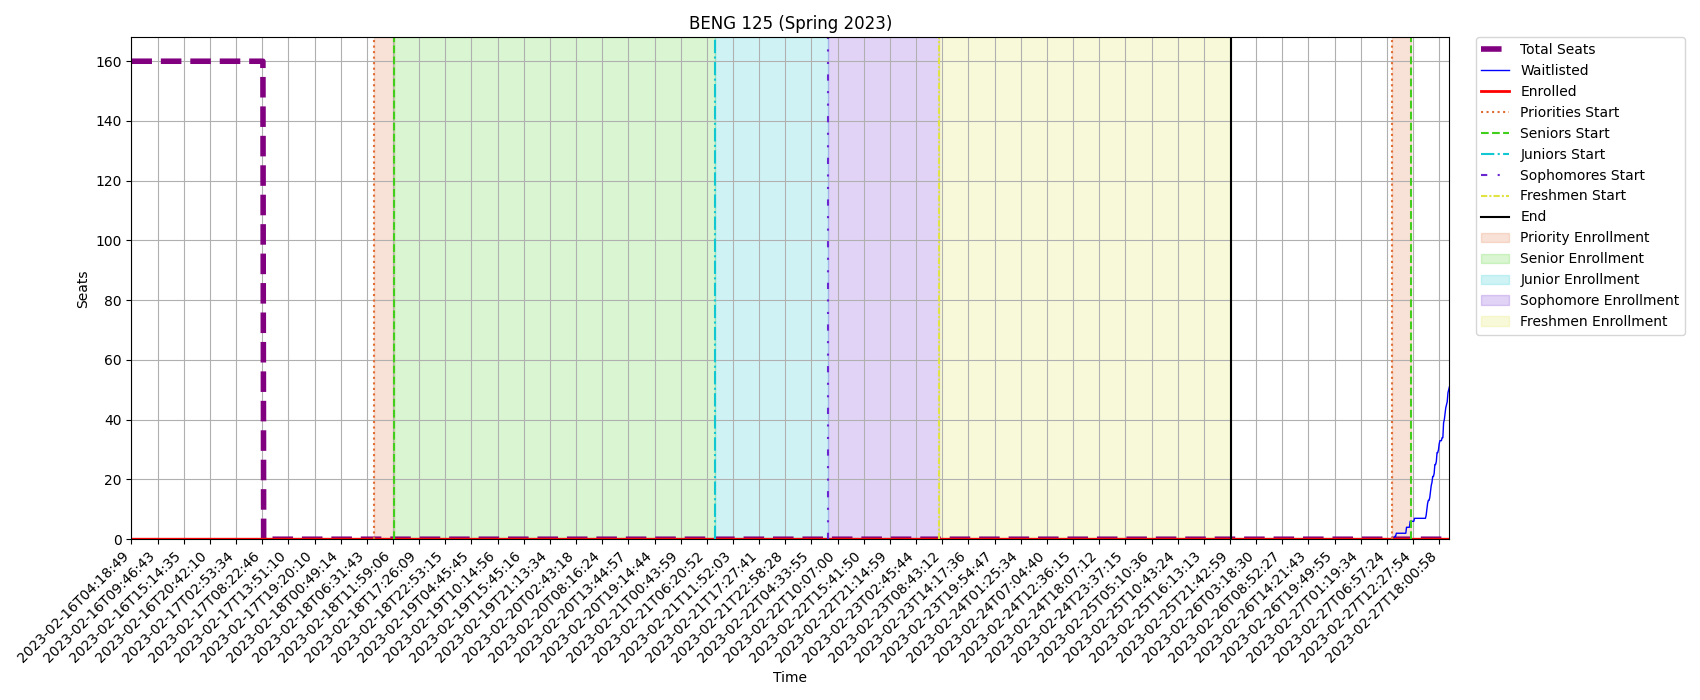 BENG 125 (Spring 2023)
Seats
160
140
120
100
80
60
40
20
0
2023-02-16T04:18:49
2023-02-16T09:46:43
2023-02-16T15:14:35
2023-02-16T20:42:10
2023-02-17T02:53:34
2023-02-17T08:22:46
2023-02-17T13:51:10
2023-02-17T19:20:10
2023-02-18T00:49:14
2023-02-18T06:31:43
2023-02-18T11:59:06
2023-02-18T17:26:09
2023-02-18T22:53:15
2023-02-19T04:45:45
2023-02-19T10:14:56
2023-02-19T15:45:16
2023-02-19T21:13:34
2023-02-20T02:43:18
2023-02-20T08:16:24
2023-02-20T13:44:57
2023-02-20T19:14:44
2023-02-21T00:43:59
2023-02-21T06:20:52
2023-02-21T11:52:03
2023-02-21T17:27:41
2023-02-21T22:58:28
2023-02-22T04:33:55
2023-02-22T10:07:00
2023-02-22T15:41:50
2023-02-22T21:14:59
2023-02-23T02:45:44
2023-02-23T08:43:12
2023-02-23T14:17:36
2023-02-23T19:54:47
2023-02-24T01:25:34
2023-02-24T07:04:40
2023-02-24T12:36:15
2023-02-24T18:07:12
2023-02-24T23:37:15
2023-02-25T05:10:36
2023-02-25T10:43:24
2023-02-25T16:13:13
2023-02-25T21:42:59
2023-02-26T03:18:30
2023-02-26T08:52:27
2023-02-26T14:21:43
2023-02-26T19:49:55
2023-02-27T01:19:34
2023-02-27T06:57:24
2023-02-27T12:27:54
2023-02-27T18:00:58
Time
Total Seats
Waitlisted
Enrolled
Priorities Start
Seniors Start
Juniors Start
Sophomores Start
Freshmen Start
End
Priority Enrollment
Senior Enrollment
Junior Enrollment
Sophomore Enrollment
Freshmen Enrollment